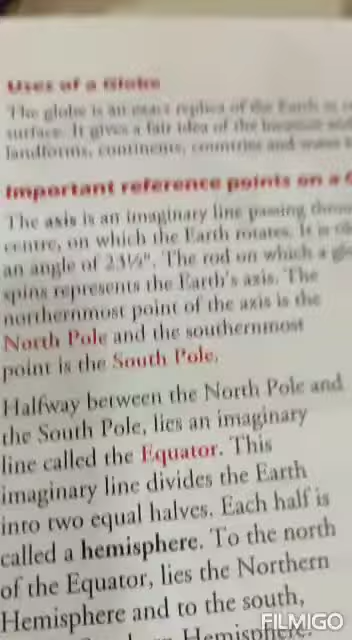 Uses of a Globe
The globe is an exact replica of the Earth
surface. It gives a fair idea of the location and
landforms, continents, countries and water
Important reference points on a
The axis is an imaginary line passing
centre, on which the Earth rotates. It is
an angle of 23½°. The rod on which a
spins represents the Earth's axis. The
northernmost point of the axis is the
North Pole and the southernmost
point is the South Pole.
Halfway between the North Pole and
the South Pole, lies an imaginary
line called the Equator. This
imaginary line divides the Earth
into two equal halves. Each half is
called a hemisphere. To the north
of the Equator, lies the Northern
Hemisphere and to the south,
Hemisphere.
FILMIGO